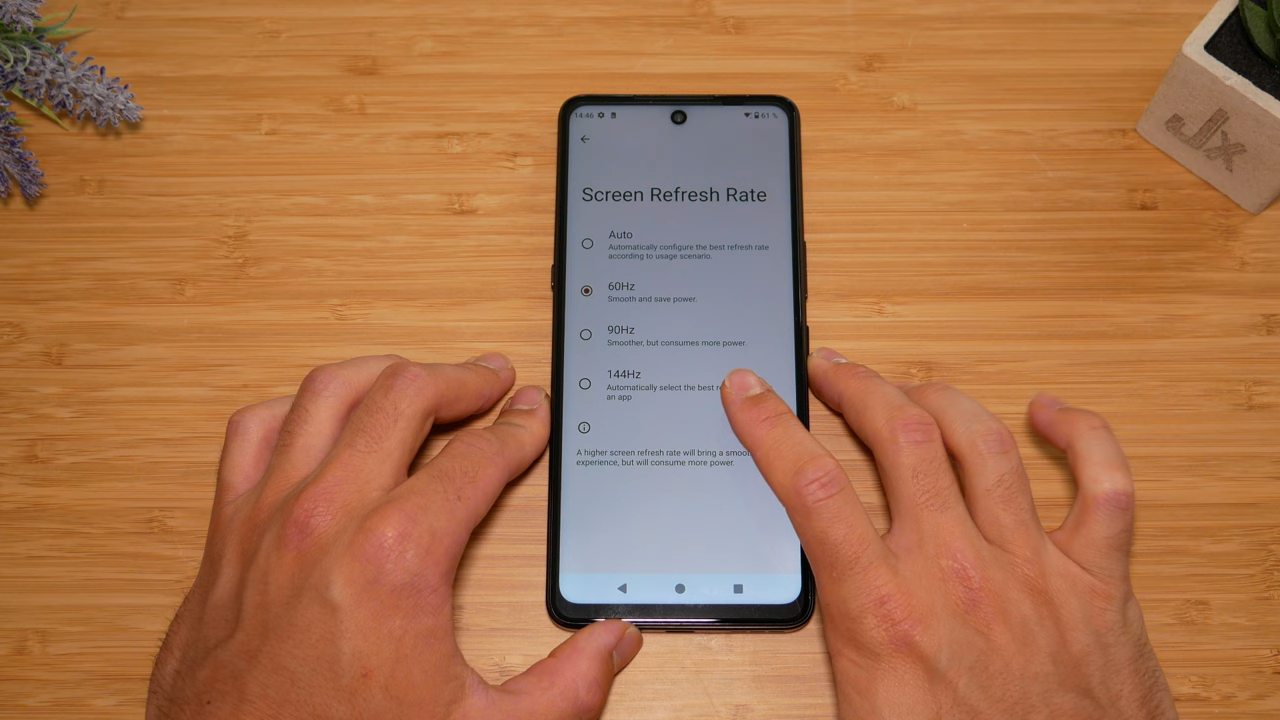 14:46
61 %
Screen Refresh Rate
Auto
Automatically configure the best refresh rate
according to usage scenario.
60Hz
Smooth and save power.
90Hz
Smoother, but consumes more power.
144Hz
Automatically select the best
an app
A higher screen refresh rate will bring a
experience, but will consume more power.
Jx